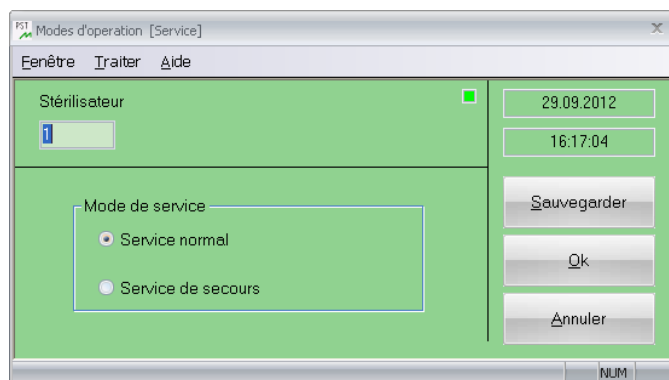 PST Modes d'operation [Service]
Fenêtre Traiter Aide
Stérilisateur
1
29.09.2012
16:17:04
Mode de service
Service normal
Service de secours
Sauvegarder
Ok
Annuler
NUM